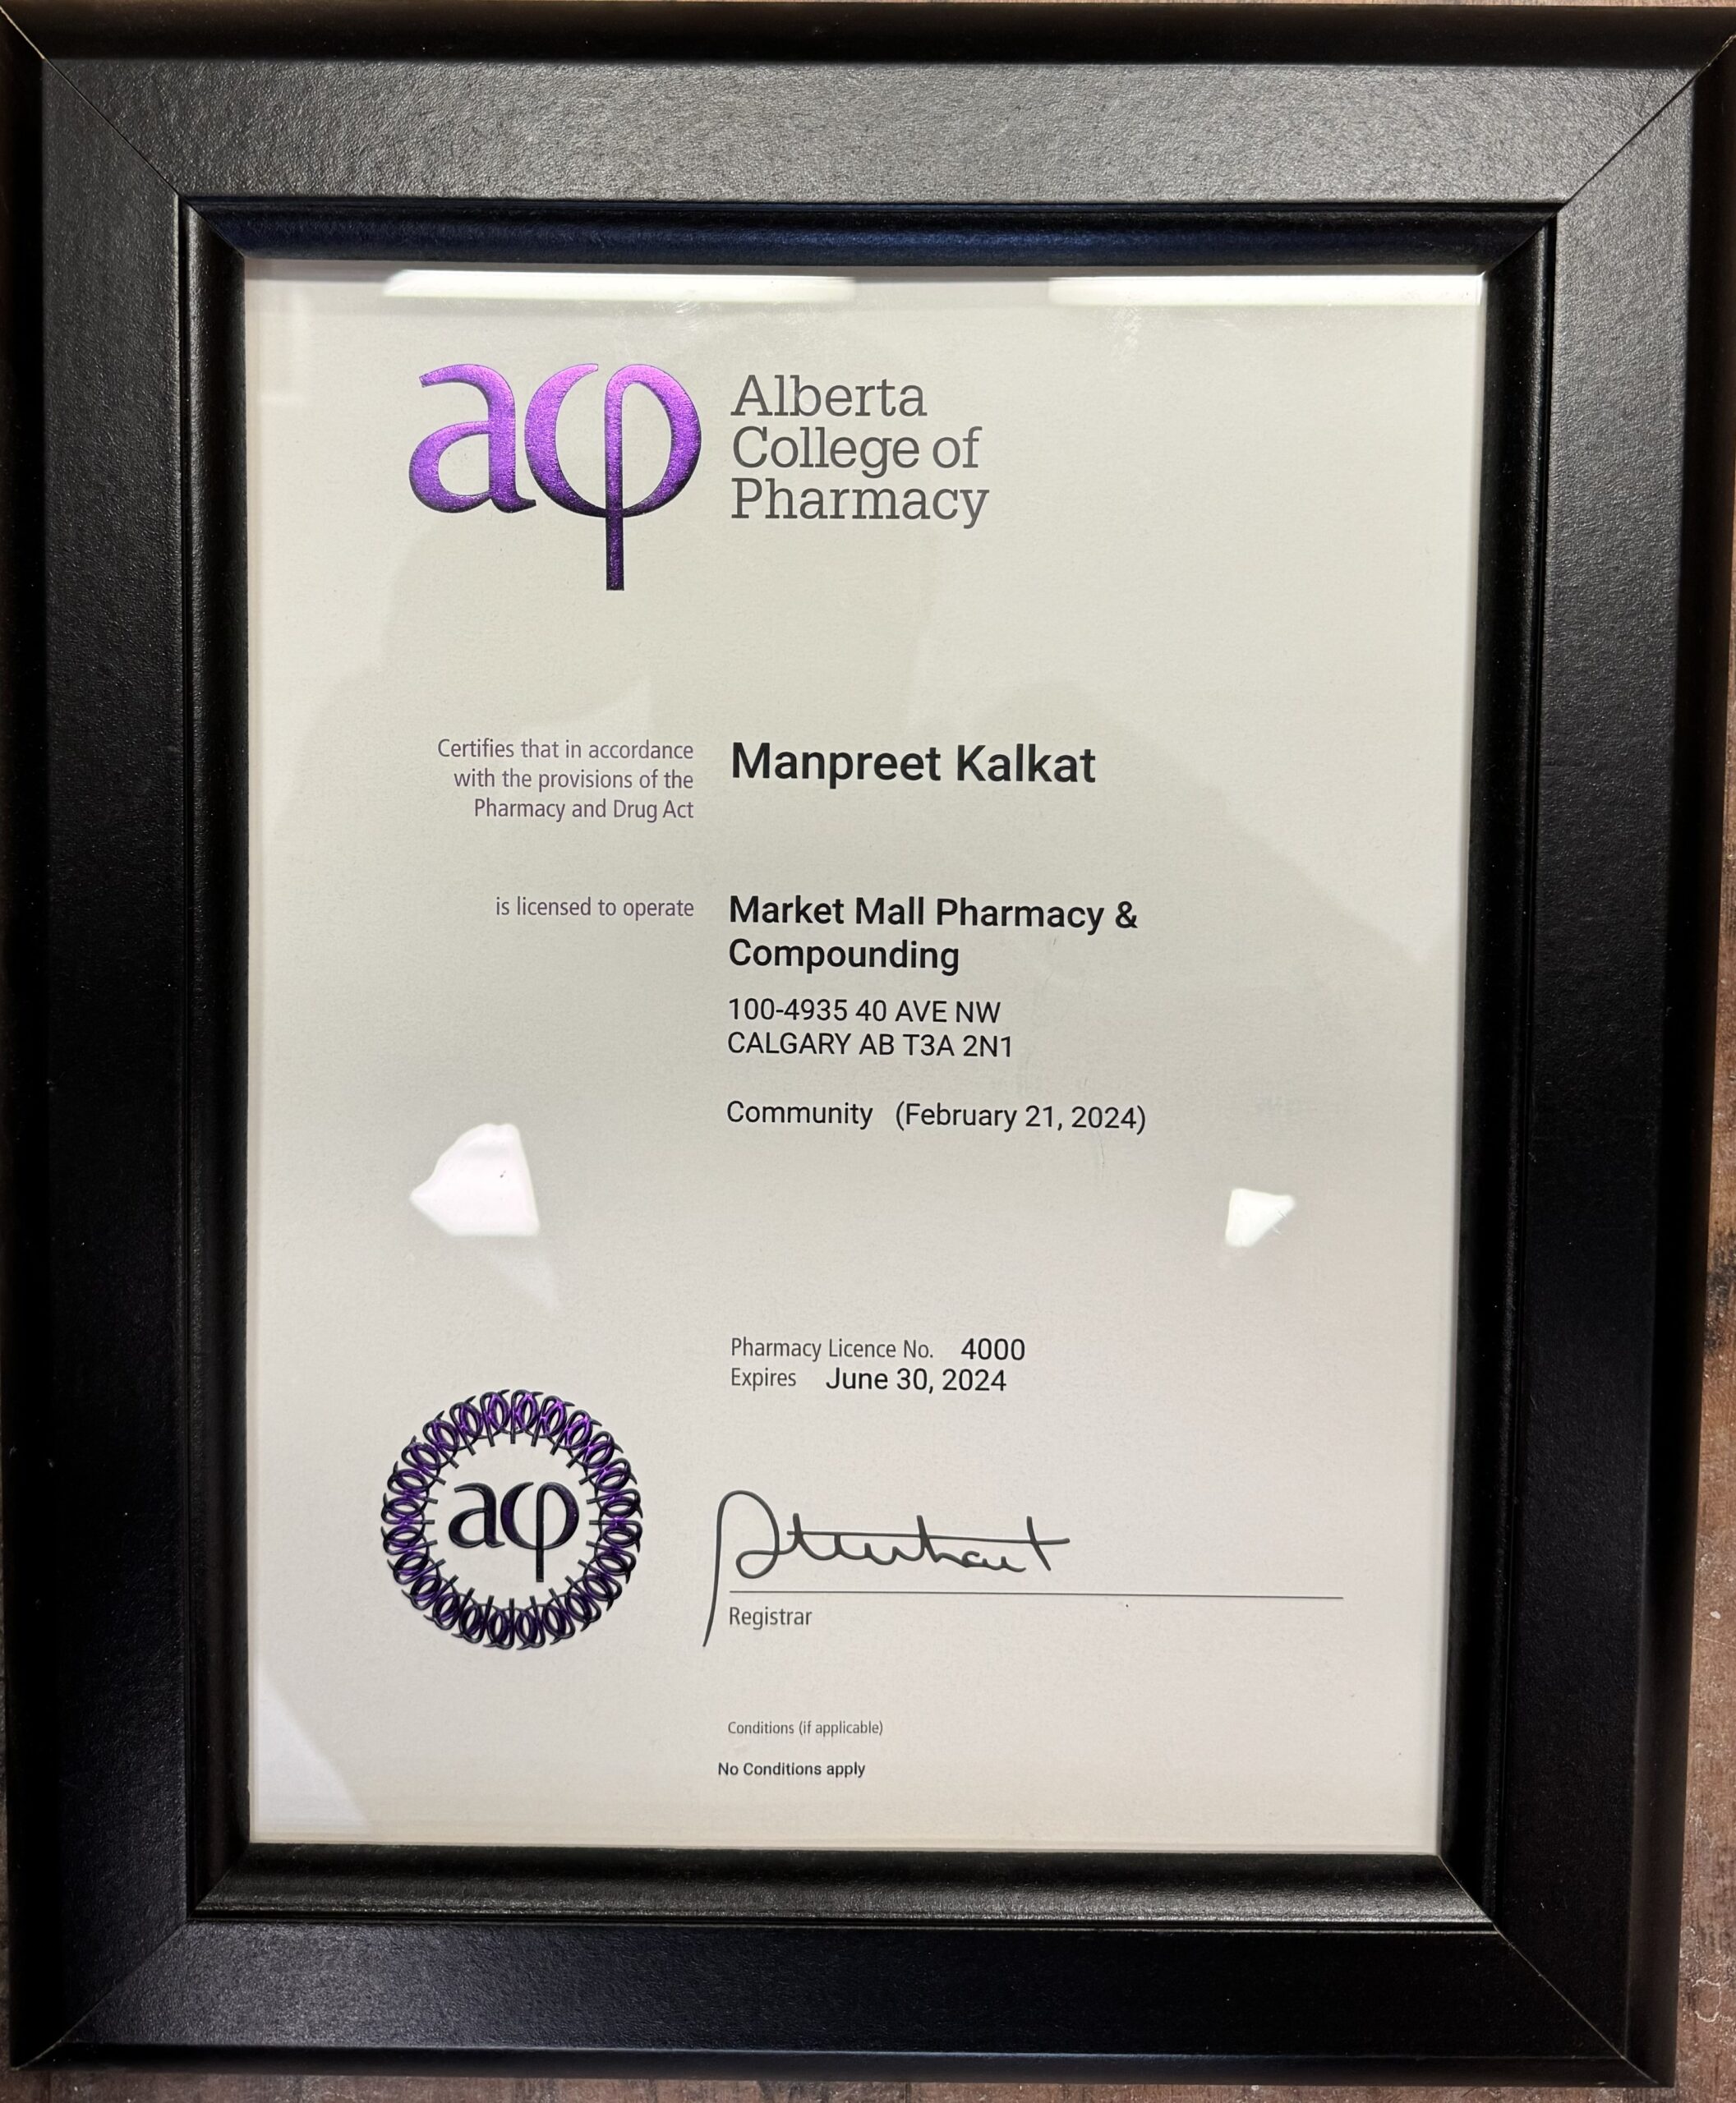 aφ
Alberta
College of
Pharmacy
Certifies that in accordance
with the provisions of the
Pharmacy and Drug Act
Manpreet Kalkat
is licensed to operate
Market Mall Pharmacy &
Compounding
100-4935 40 AVE NW
CALGARY AB T3A 2N1
Community (February 21, 2024)
Pharmacy Licence No. 4000
Expires June 30, 2024
aφ
Registrar
Conditions (if applicable)
No Conditions apply